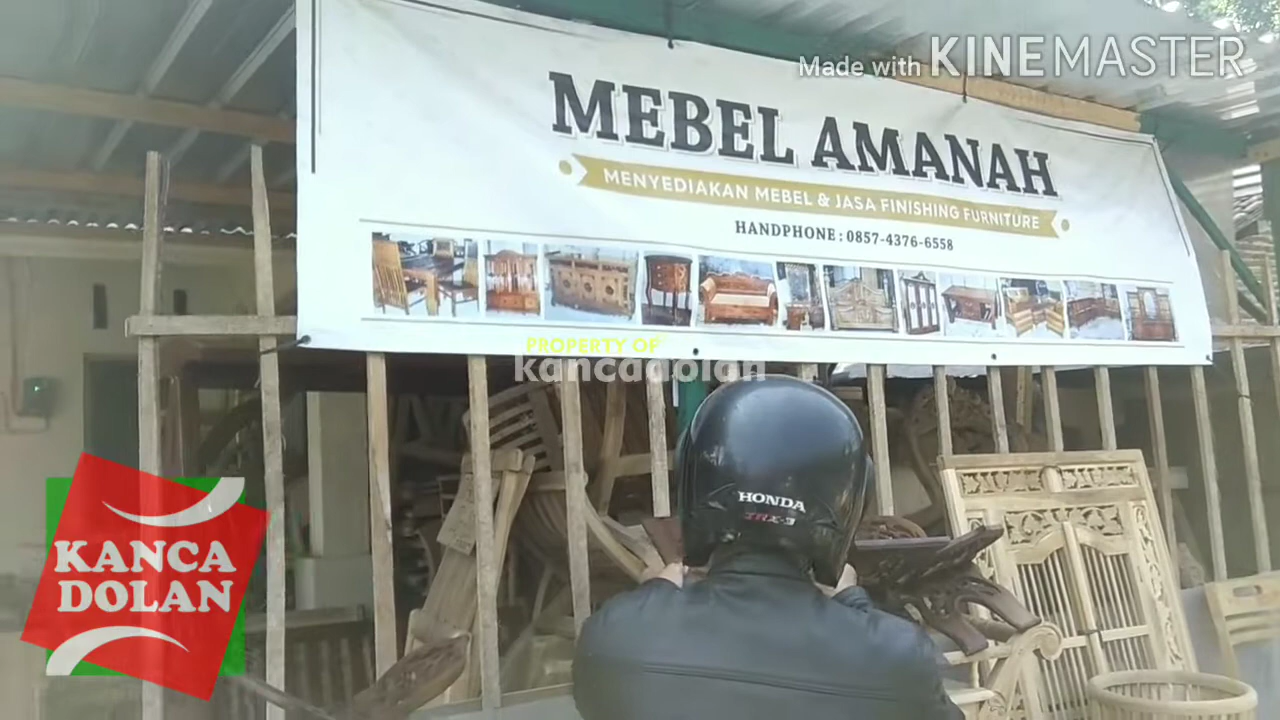 Made with KINEMASTER
MEBEL AMANAH
MENYEDIAKAN MEBEL & JASA FINISHING FURNITURE
HANDPHONE : 0857-4376-6558
PROPERTY OF
kancadolan
HONDA
TRX-3
KANCA
DOLAN